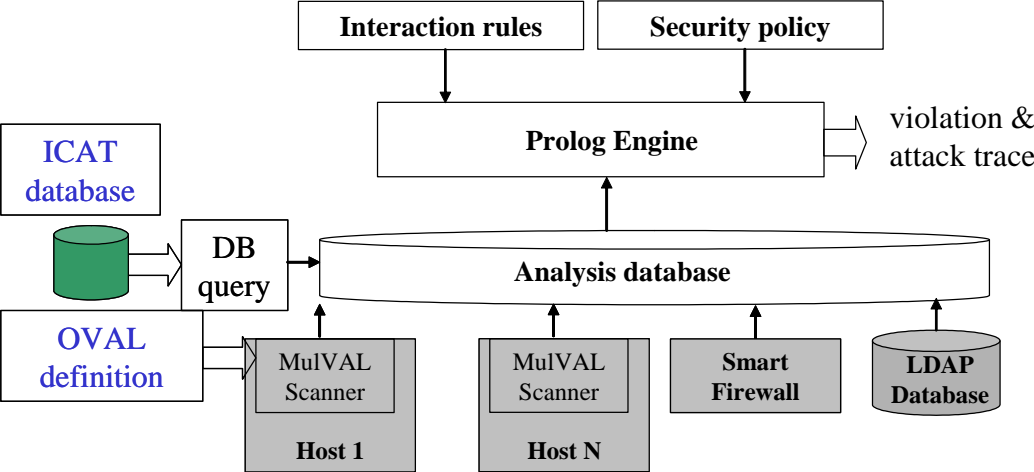 Interaction rules
Security policy
Prolog Engine
violation &
attack trace
ICAT
database
DB
query
Analysis database
OVAL
definition
MulVAL
Scanner
Host 1
MulVAL
Scanner
Host N
Smart
Firewall
LDAP
Database